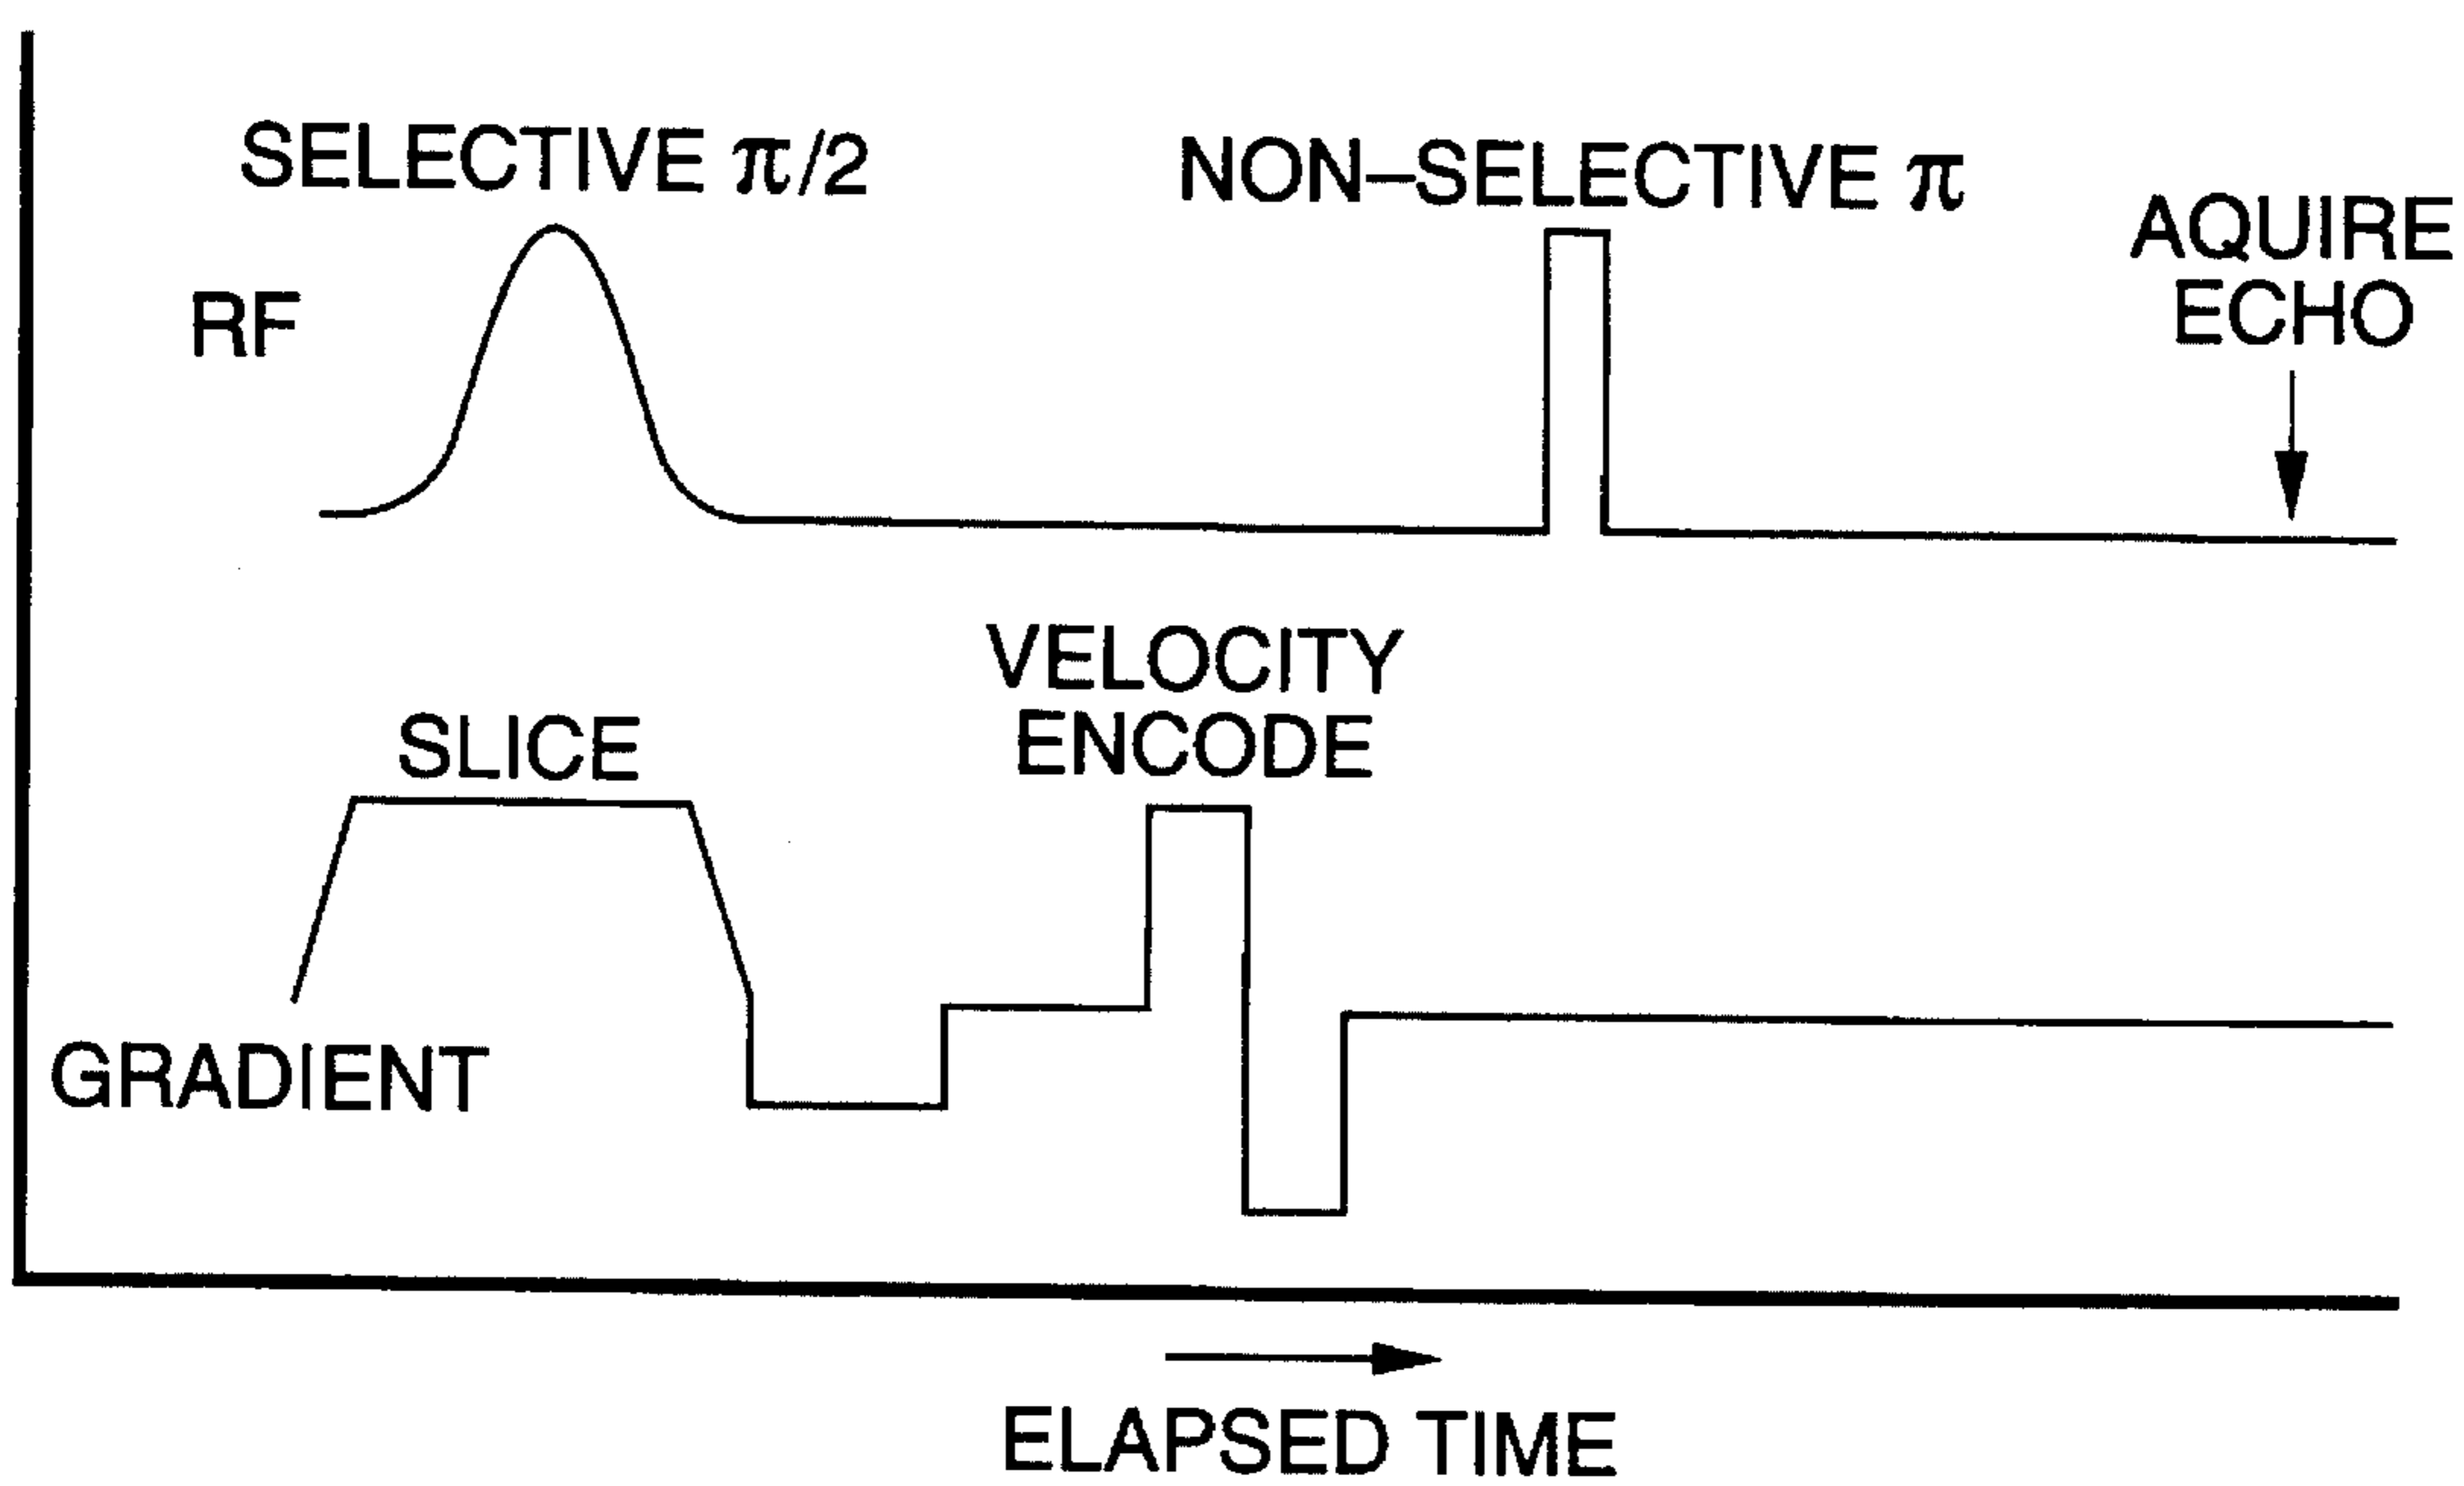 SELECTIVE π/2
NON–SELECTIVE π
AQUIRE
ECHO
RF
VELOCITY
ENCODE
SLICE
GRADIENT
ELAPSED TIME